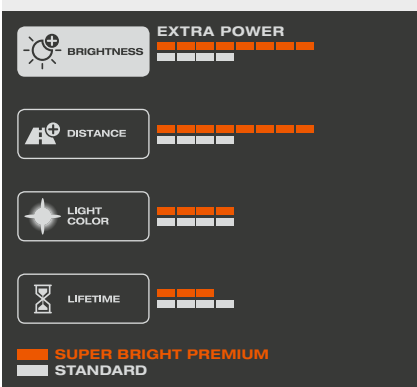 EXTRA POWER
BRIGHTNESS
DISTANCE
LIGHT
COLOR
LIFETIME
SUPER BRIGHT PREMIUM
STANDARD